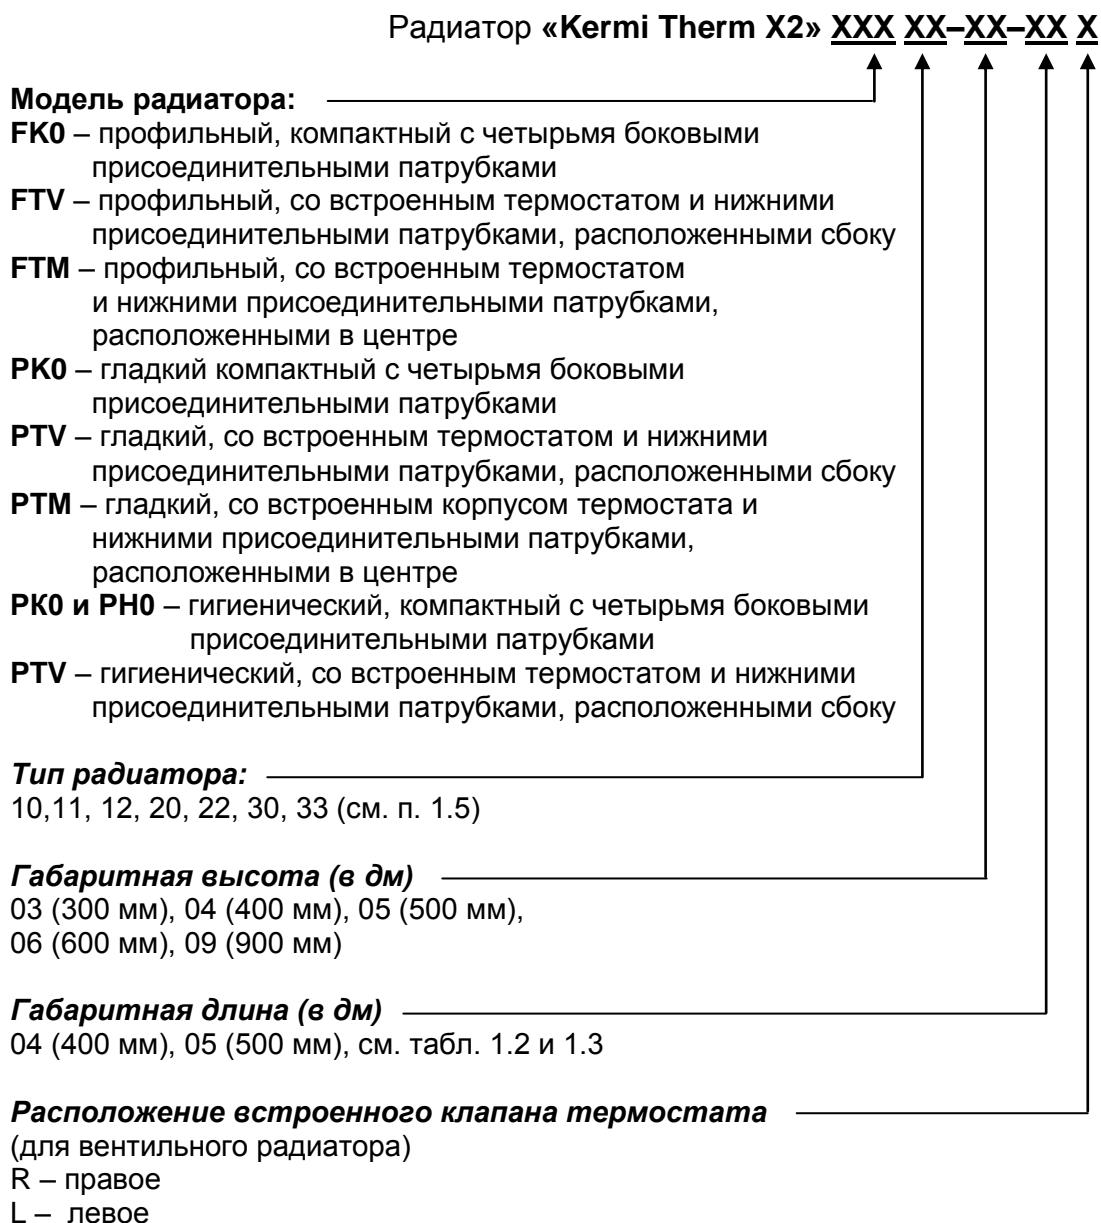 Радиатор «Kermi Therm X2» XXX XX–XX–XX X
Модель радиатора:
FK0 – профильный, компактный с четырьмя боковыми
присоединительными патрубками
FTV – профильный, со встроенным термостатом и нижними
присоединительными патрубками, расположенными сбоку
FTM – профильный, со встроенным термостатом
и нижними присоединительными патрубками,
расположенными в центре
PK0 – гладкий компактный с четырьмя боковыми
присоединительными патрубками
PTV – гладкий, со встроенным термостатом и нижними
присоединительными патрубками, расположенными сбоку
PTM – гладкий, со встроенным корпусом термостата и
нижними присоединительными патрубками,
расположенными в центре
РК0 и РН0 – гигиенический, компактный с четырьмя боковыми
присоединительными патрубками
PTV – гигиенический, со встроенным термостатом и нижними
присоединительными патрубками, расположенными сбоку
Тип радиатора:
10,11, 12, 20, 22, 30, 33 (см. п. 1.5)
Габаритная высота (в дм)
03 (300 мм), 04 (400 мм), 05 (500 мм),
06 (600 мм), 09 (900 мм)
Габаритная длина (в дм)
04 (400 мм), 05 (500 мм), см. табл. 1.2 и 1.3
Расположение встроенного клапана термостата
(для вентильного радиатора)
R – правое
L – левое